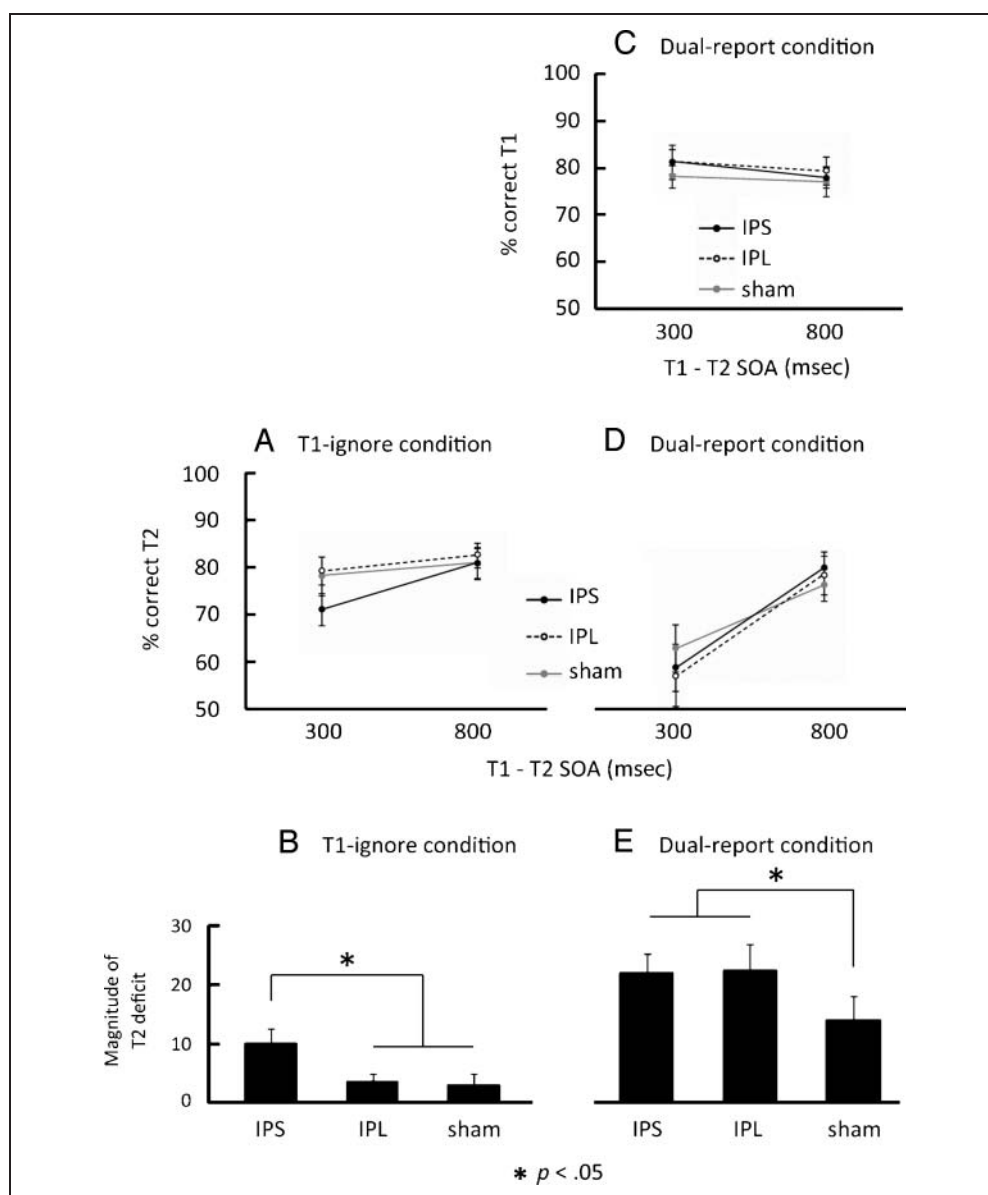 C Dual-report condition
100
90
80
70
60
50
% correct T1
IPS
IPL
sham
300 800
T1 - T2 SOA (msec)
A T1-ignore condition
D Dual-report condition
100
90
80
70
60
50
% correct T2
IPS
IPL
sham
300 800 300 800
T1 - T2 SOA (msec)
B T1-ignore condition
E Dual-report condition
30
20
10
0
Magnitude of
T2 deficit
*
*
IPS IPL sham IPS IPL sham
* p < .05